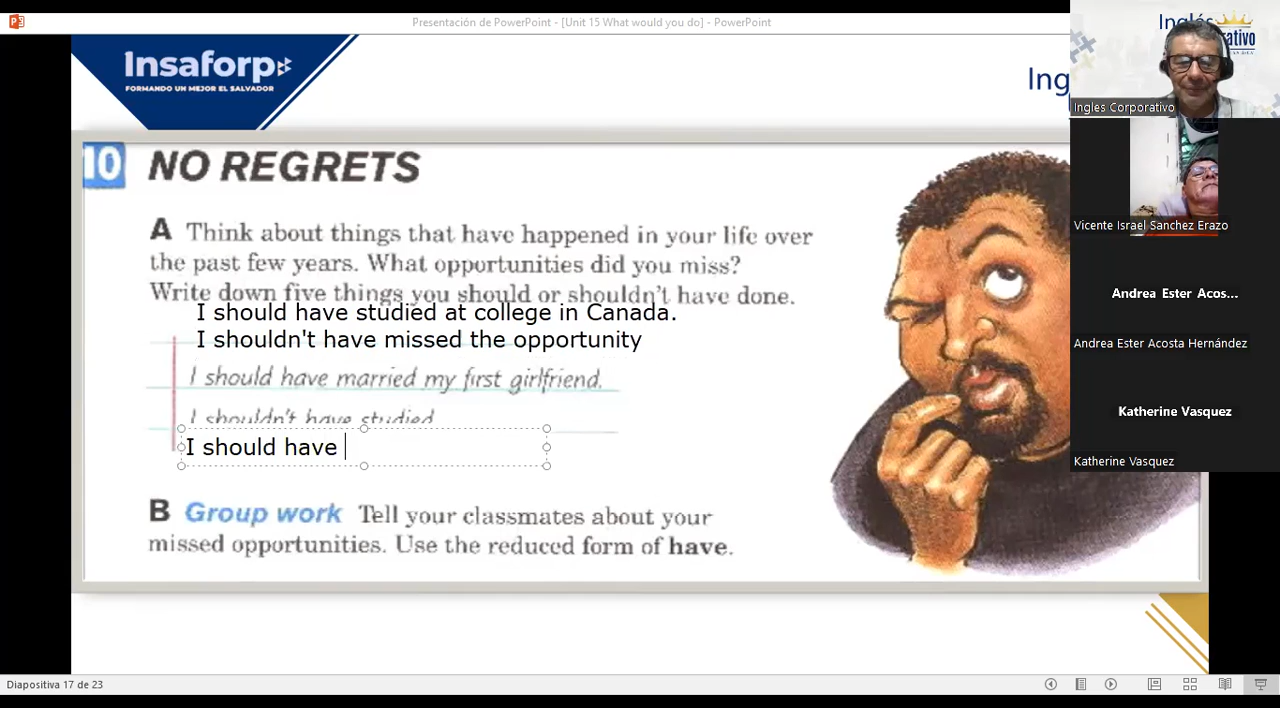 Presentación de PowerPoint - [Unit 15 What would you do] - PowerPoint
Insaforp
FORMANDO UN MEJOR EL SALVADOR
Ing
Inglés
rativo
Ingles Corporativo
10 NO REGRETS
A Think about things that have happened in your life over
the past few years. What opportunities did you miss?
Write down five things you should or shouldn't have done.
I should have studied at college in Canada.
I shouldn't have missed the opportunity
I should have married my first girlfriend.
I shouldn't have studied
I should have
B Group work Tell your classmates about your
missed opportunities. Use the reduced form of have.
Vicente Israel Sanchez Erazo
Andrea Ester Acos...
Andrea Ester Acosta Hernández
Katherine Vasquez
Katherine Vasquez
Diapositiva 17 de 23